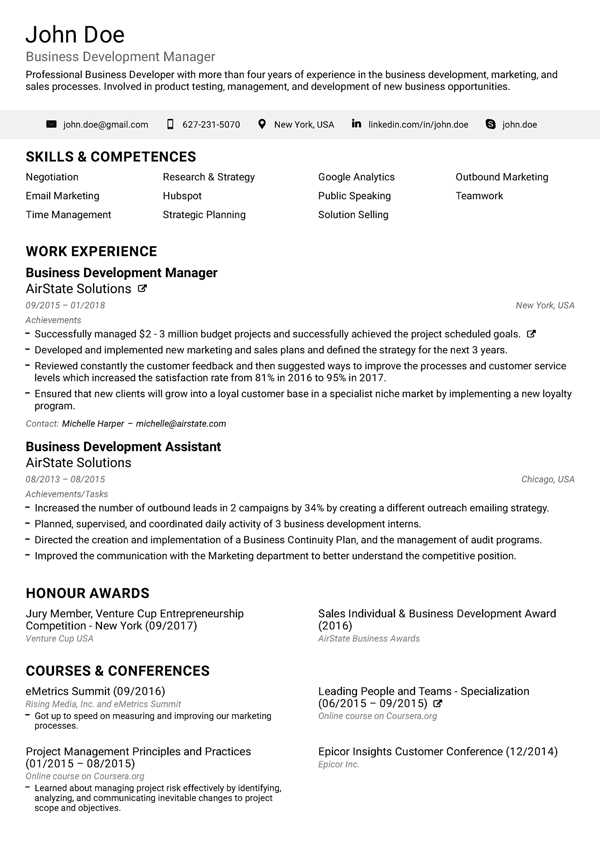 John Doe
Business Development Manager
Professional Business Developer with more than four years of experience in the business development, marketing, and
sales processes. Involved in product testing, management, and development of new business opportunities.
john.doe@gmail.com 627-231-5070 New York, USA linkedin.com/in/john.doe john.doe
SKILLS & COMPETENCES
Negotiation Research & Strategy Google Analytics Outbound Marketing
Email Marketing Hubspot Public Speaking Teamwork
Time Management Strategic Planning Solution Selling
WORK EXPERIENCE
Business Development Manager
AirState Solutions
09/2015 – 01/2018 New York, USA
Achievements
– Successfully managed $2 - 3 million budget projects and successfully achieved the project scheduled goals.
– Developed and implemented new marketing and sales plans and defined the strategy for the next 3 years.
– Reviewed constantly the customer feedback and then suggested ways to improve the processes and customer service
levels which increased the satisfaction rate from 81% in 2016 to 95% in 2017.
– Ensured that new clients will grow into a loyal customer base in a specialist niche market by implementing a new loyalty
program.
Contact: Michelle Harper – michelle@airstate.com
Business Development Assistant
AirState Solutions
08/2013 – 08/2015 Chicago, USA
Achievements/Tasks
– Increased the number of outbound leads in 2 campaigns by 34% by creating a different outreach emailing strategy.
– Planned, supervised, and coordinated daily activity of 3 business development interns.
– Directed the creation and implementation of a Business Continuity Plan, and the management of audit programs.
– Improved the communication with the Marketing department to better understand the competitive position.
HONOUR AWARDS
Jury Member, Venture Cup Entrepreneurship
Competition - New York (09/2017)
Venture Cup USA
Sales Individual & Business Development Award
(2016)
AirState Business Awards
COURSES & CONFERENCES
eMetrics Summit (09/2016)
Rising Media, Inc. and eMetrics Summit
– Got up to speed on measuring and improving our marketing
processes.
Leading People and Teams - Specialization
(06/2015 – 09/2015)
Online course on Coursera.org
Project Management Principles and Practices
(01/2015 – 08/2015)
Online course on Coursera.org
– Learned about managing project risk effectively by identifying,
analyzing, and communicating inevitable changes to project
scope and objectives.
Epicor Insights Customer Conference (12/2014)
Epicor Inc.